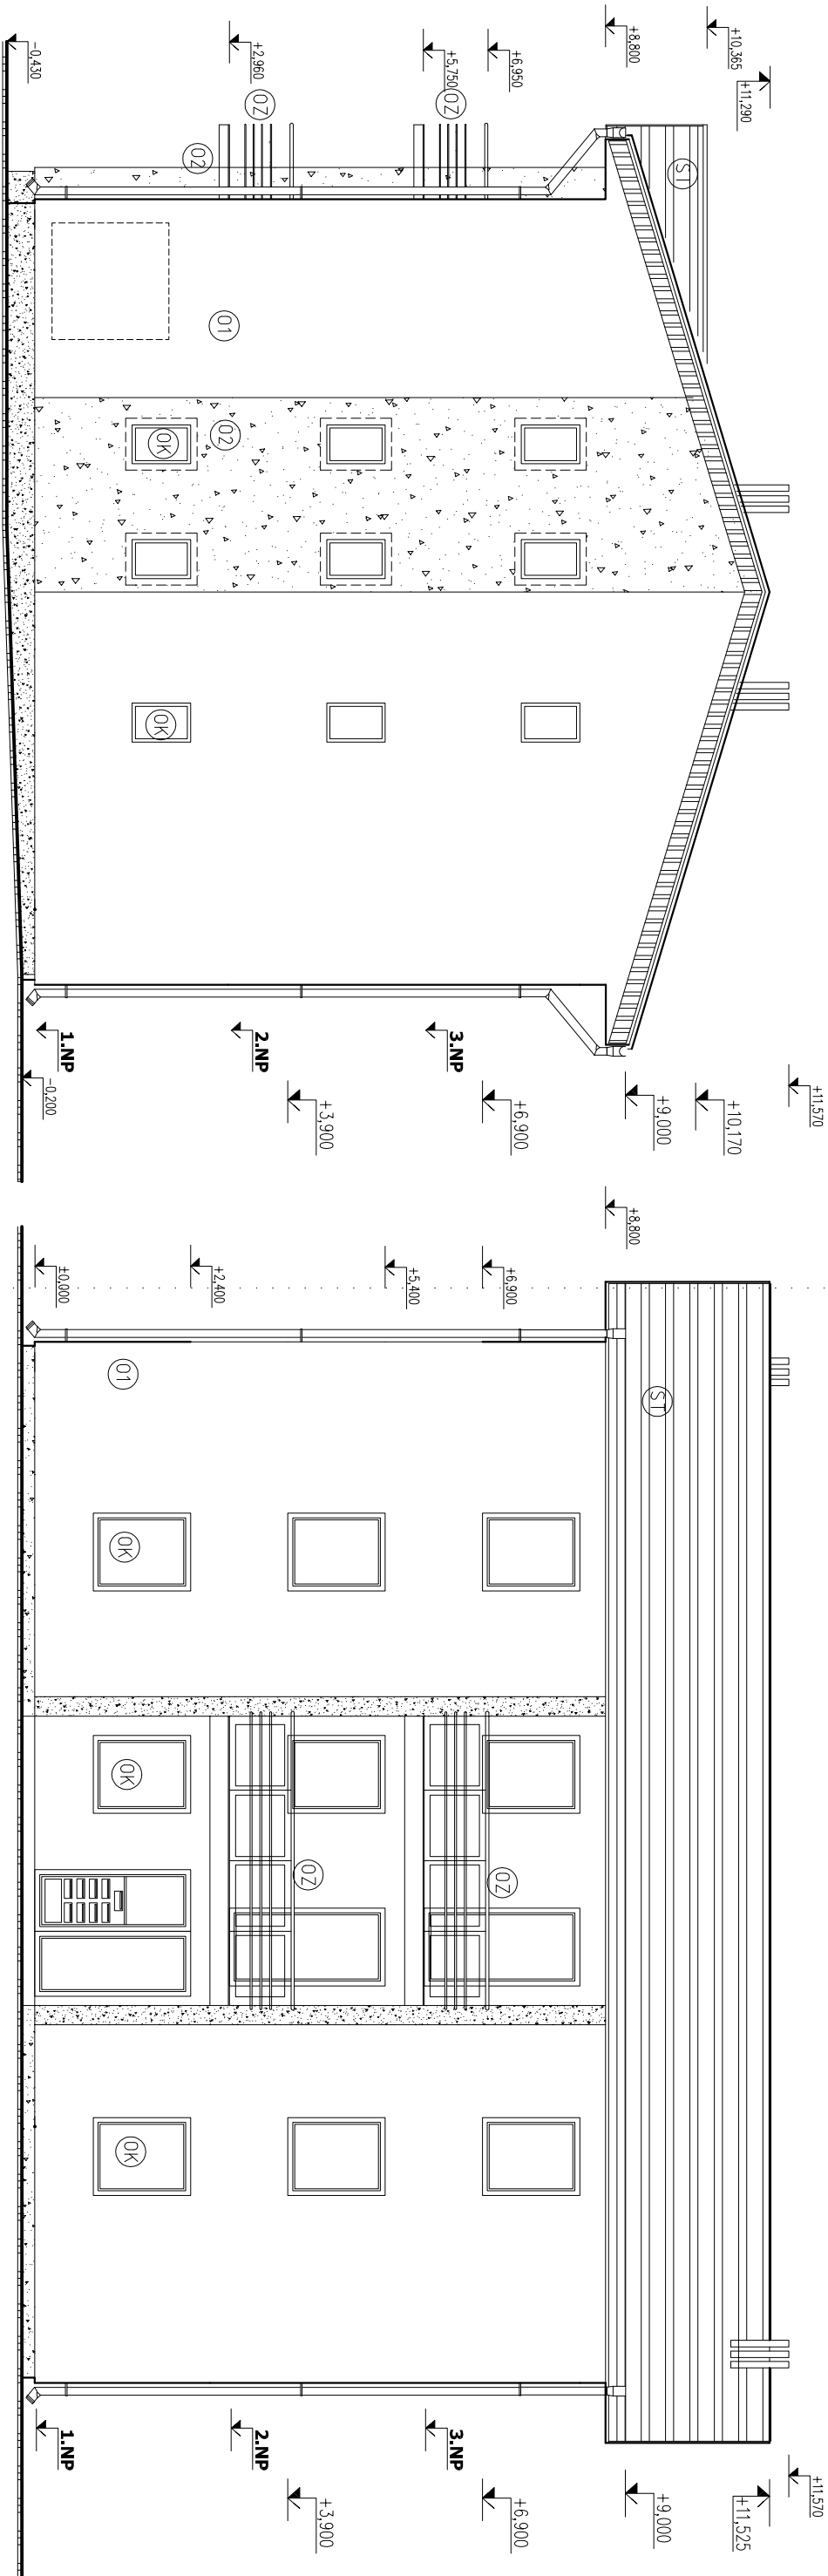 -0,430
+2,960
+5,750
+6,950
+8,800
+10,365
+11,290
OZ
OZ
O2
ST
O1
O2
OK
OK
1.NP
2.NP
3.NP
-0,200
+3,900
+6,900
+9,000
+10,170
+11,570
±0,000
+2,400
+5,400
+6,900
+8,800
O1
ST
OK
OK
OZ
OZ
OK
1.NP
2.NP
3.NP
+3,900
+6,900
+9,000
+11,525
+11,570